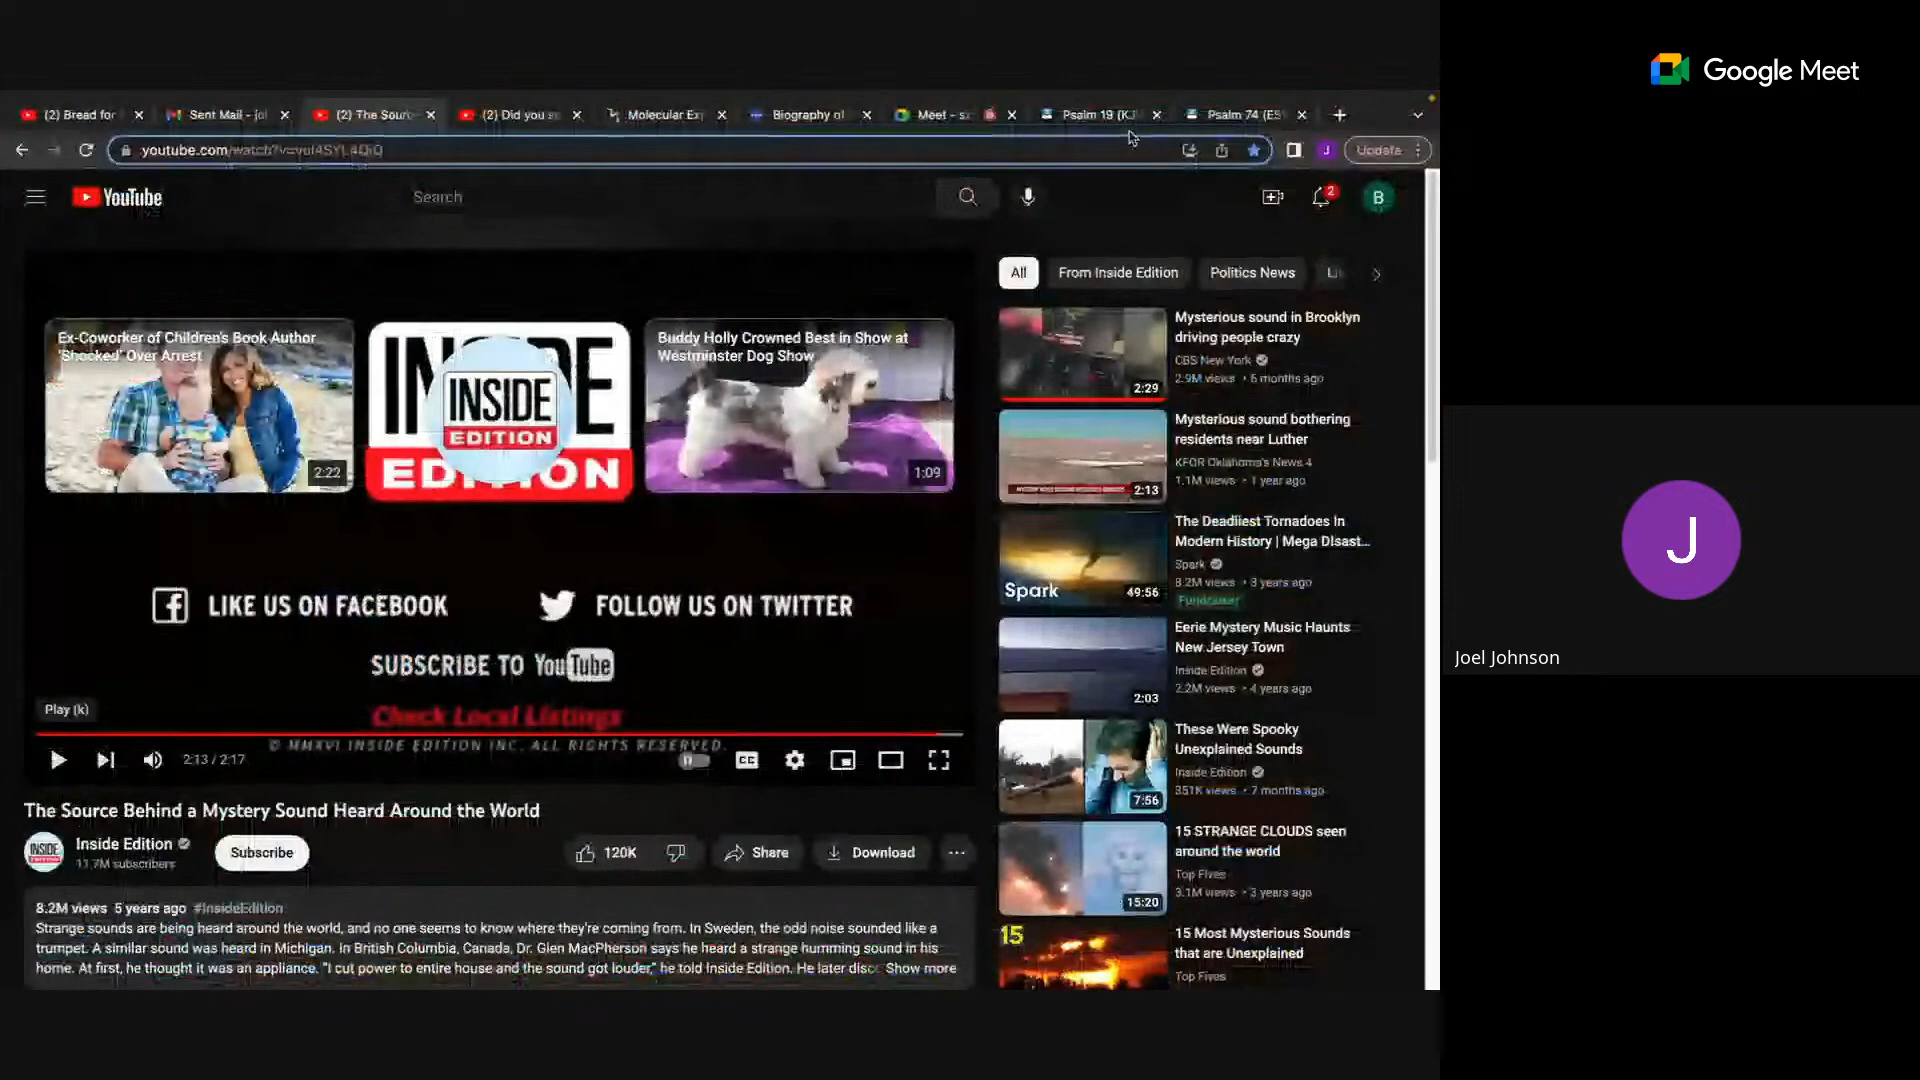 Google Meet
(2) Bread for
Sent Mail - jol
(2) The Sour
(2) Did you s
Molecular Ex
Biography of
Meet - s
Psalm 19 (KJ
Psalm 74 (ES
youtube.com
Update
YouTube
Search
2
B
All
From Inside Edition
Politics News
Ex-Coworker of Children's Book Author
'Shocked' Over Arrest
2:22
INSIDE
EDITION
Buddy Holly Crowned Best in Show at
Westminster Dog Show
1:09
LIKE US ON FACEBOOK
FOLLOW US ON TWITTER
SUBSCRIBE TO YouTube
Play (k)
Check Local Listings
© MMXVI INSIDE EDITION INC. ALL RIGHTS RESERVED.
2:13 / 2:17
CC
The Source Behind a Mystery Sound Heard Around the World
Inside Edition
11.7M subscribers
Subscribe
120K
Share
Download
8.2M views 5 years ago #InsideEdition
Strange sounds are being heard around the world, and no one seems to know where they're coming from. In Sweden, the odd noise sounded like a
trumpet. A similar sound was heard in Michigan. In British Columbia, Canada, Dr. Glen MacPherson says he heard a strange humming sound in his
home. At first, he thought it was an appliance. "I cut power to entire house and the sound got louder," he told Inside Edition. He later disc Show more
Mysterious sound in Brooklyn
driving people crazy
CBS New York
2.9M views • 6 months ago
2:29
Mysterious sound bothering
residents near Luther
KFOR Oklahoma's News 4
1.1M views • 1 year ago
2:13
The Deadliest Tornadoes In
Modern History | Mega Disast...
Spark
8.2M views • 3 years ago
Fundraiser
Spark
49:56
Eerie Mystery Music Haunts
New Jersey Town
Inside Edition
2.2M views • 4 years ago
2:03
These Were Spooky
Unexplained Sounds
Inside Edition
351K views • 7 months ago
7:56
15 STRANGE CLOUDS seen
around the world
Top Fives
3.1M views • 3 years ago
15:20
15 Most Mysterious Sounds
that are Unexplained
Top Fives
15
J
Joel Johnson